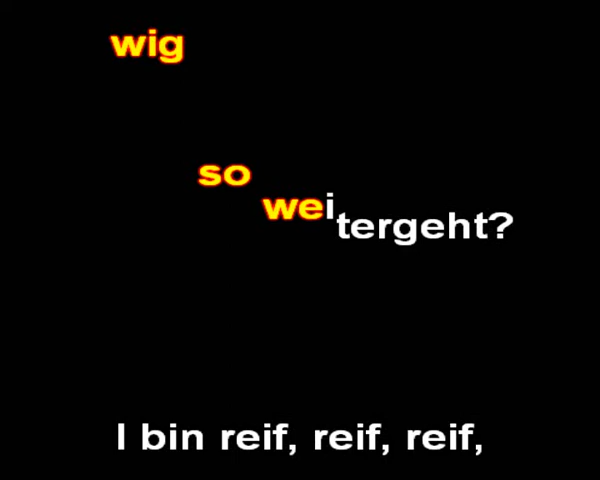 wig
so
weitergeht?
I bin reif, reif, reif,